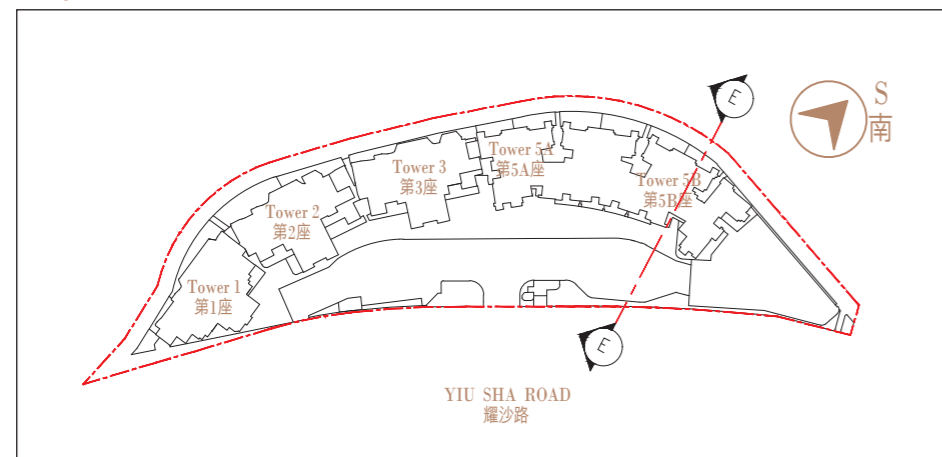 E
S
南
Tower 5A
第5A座
Tower 3
第3座
Tower 5B
第5B座
Tower 2
第2座
Tower 1
第1座
E
YIU SHA ROAD
耀沙路